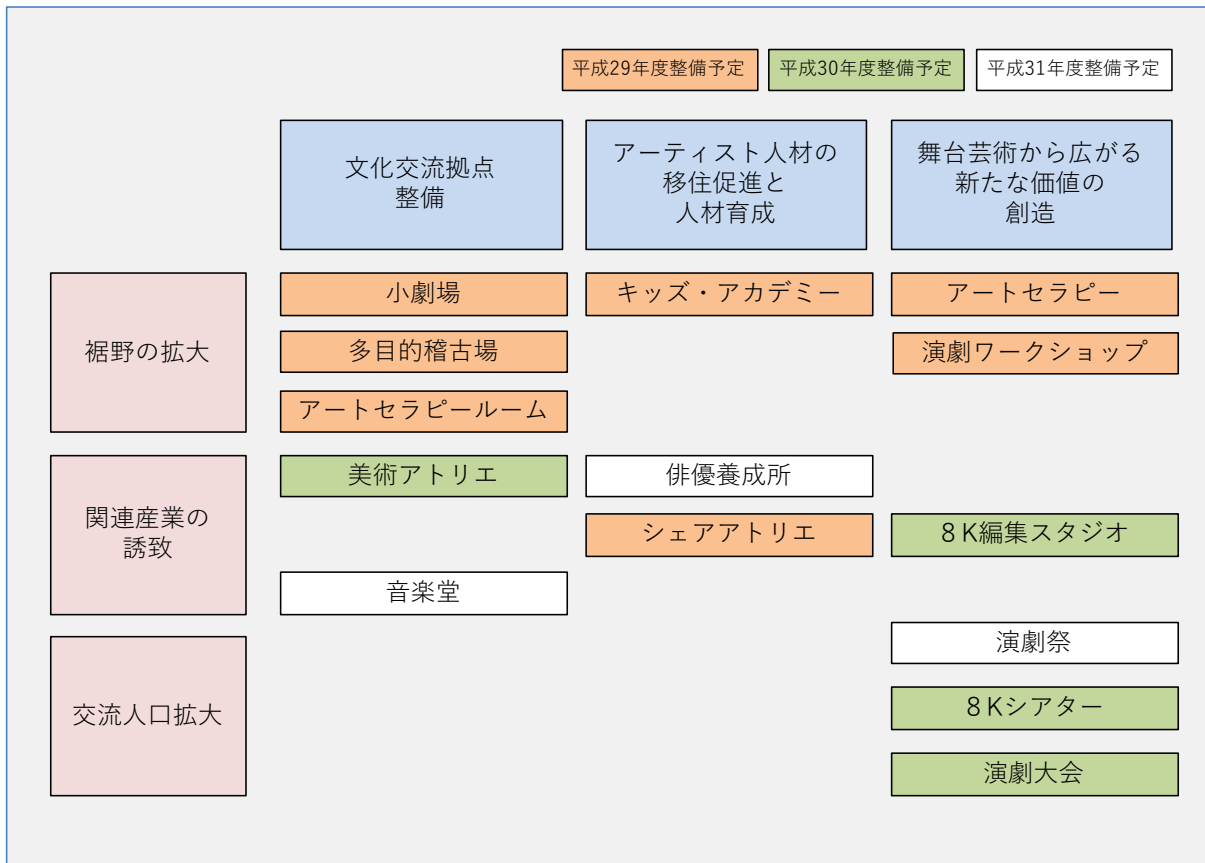 平成29年度整備予定
平成30年度整備予定
平成31年度整備予定
文化交流拠点
整備
アーティスト人材の
移住促進と
人材育成
舞台芸術から広がる
新たな価値の
創造
裾野の拡大
小劇場
キッズ・アカデミー
アートセラピー
多目的稽古場
演劇ワークショップ
アートセラピールーム
関連産業の
誘致
美術アトリエ
俳優養成所
シェアアトリエ
８K編集スタジオ
音楽堂
交流人口拡大
演劇祭
８Kシアター
演劇大会